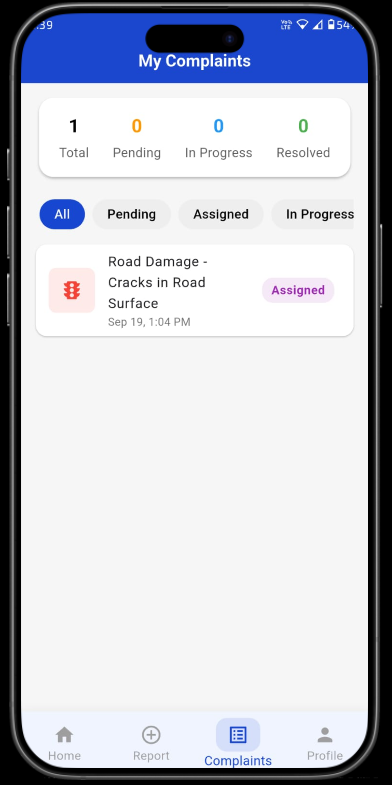 :39
Vo
LTE
54
My Complaints
1 0 0 0
Total Pending In Progress Resolved
All Pending Assigned In Progress
Road Damage -
Cracks in Road
Surface
Assigned
Sep 19, 1:04 PM
Home Report Complaints Profile